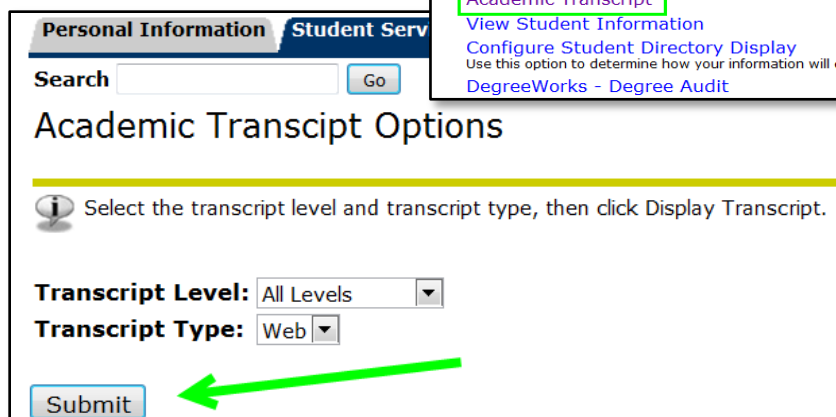 Academic Transcript
View Student Information
Configure Student Directory Display
Use this option to determine how your information will
DegreeWorks - Degree Audit
Personal Information Student Serv
Search Go
Academic Transcipt Options
Select the transcript level and transcript type, then click Display Transcript.
Transcript Level: All Levels
Transcript Type: Web
Submit